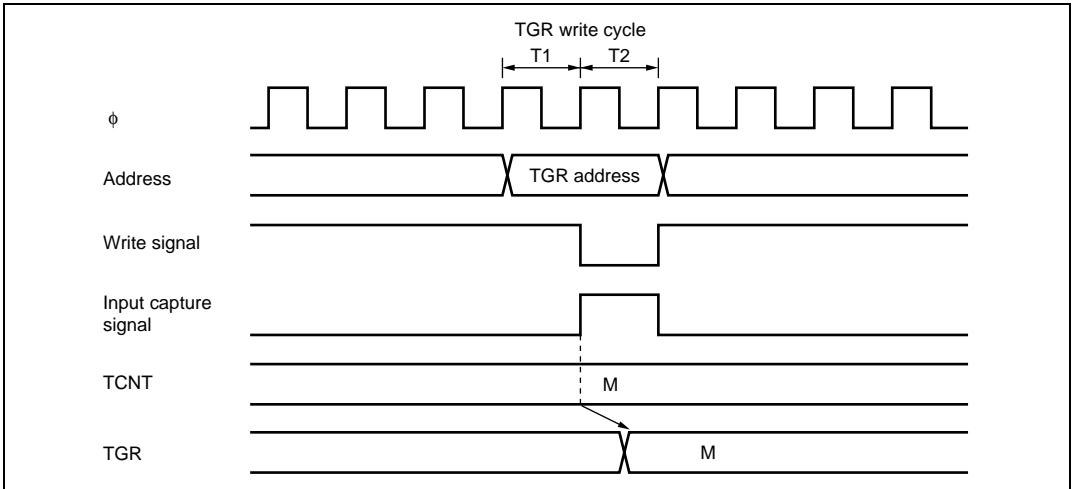 TGR write cycle
T1 T2
ϕ
Address
TGR address
Write signal
Input capture
signal
TCNT
M
TGR
M